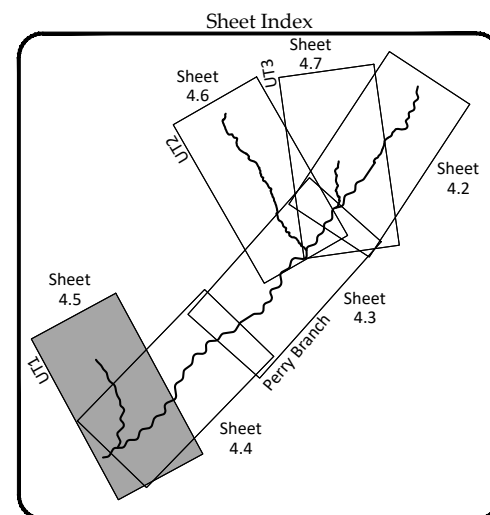 Sheet Index
Sheet
4.7
UT3
Sheet
4.6
UT2
Sheet
4.2
Sheet
4.5
Sheet
4.3
UT1
Perry Branch
Sheet
4.4